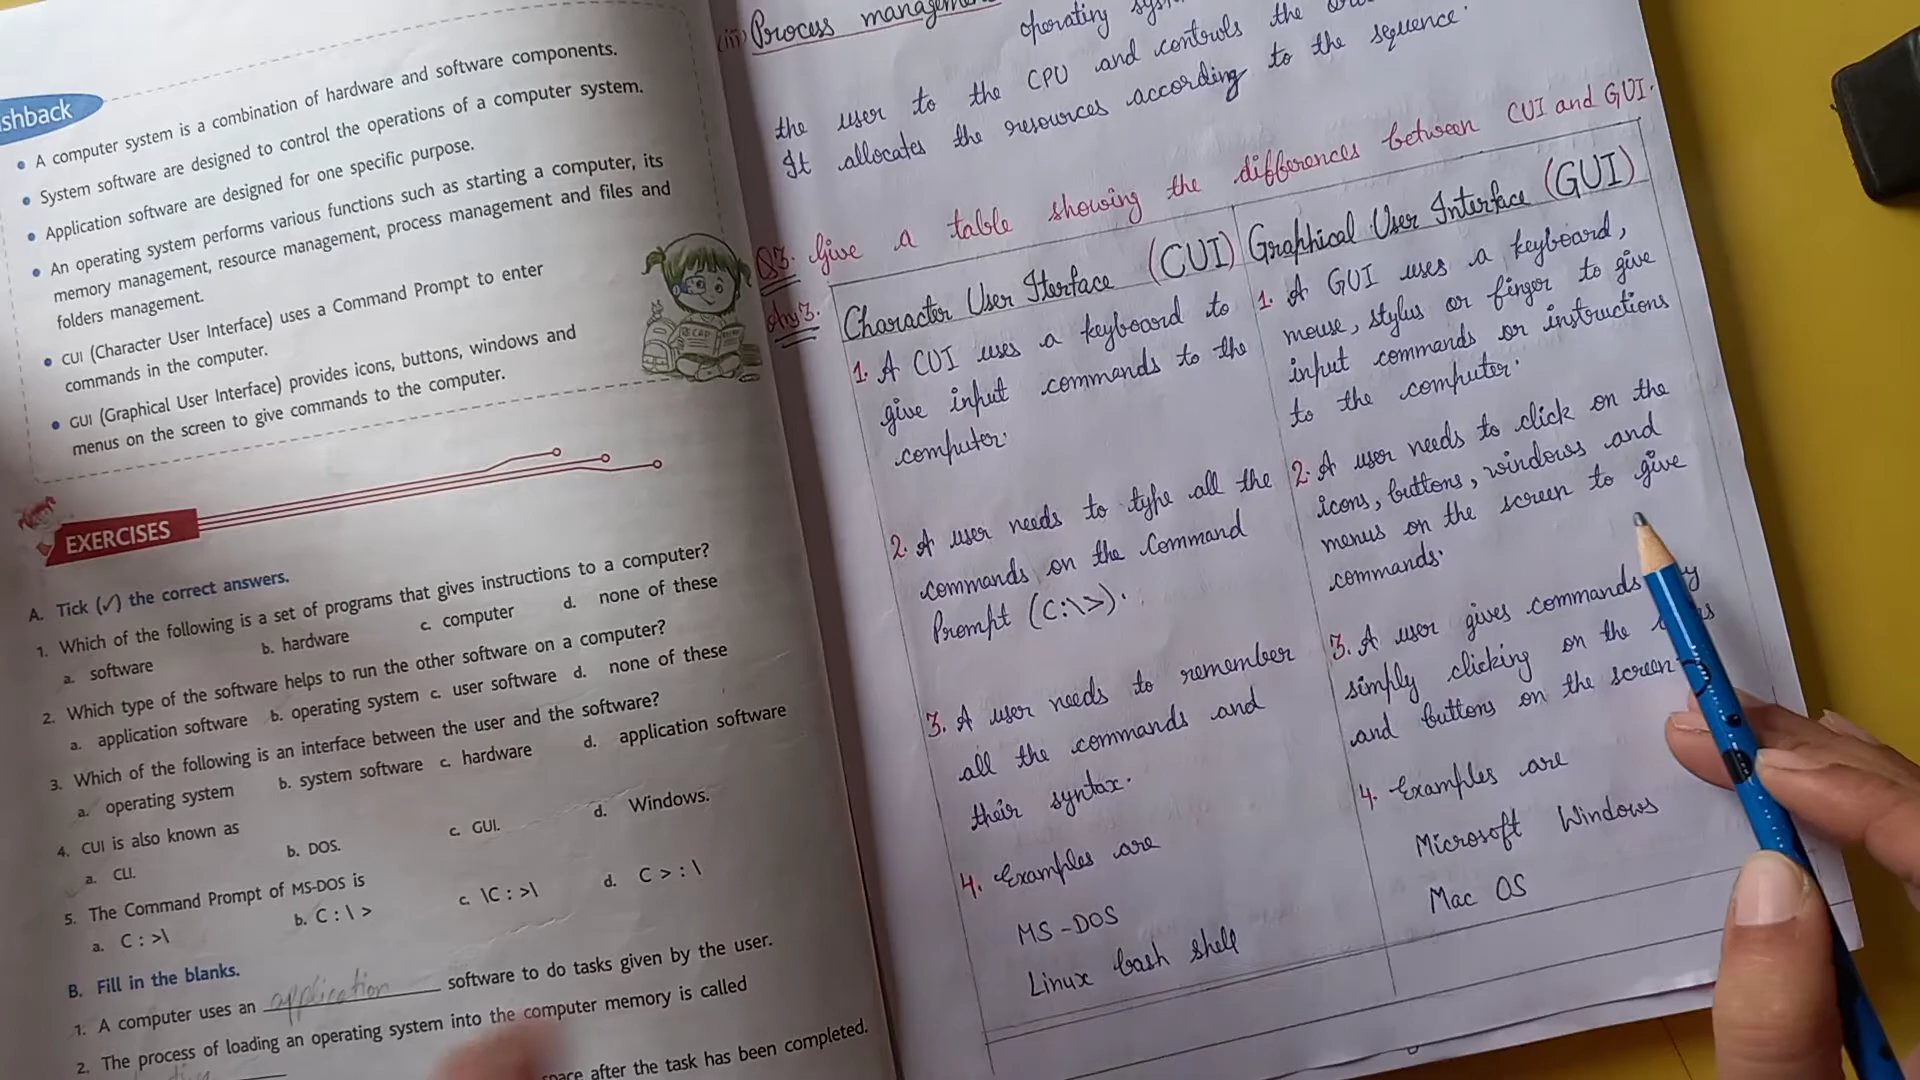 shback
• A computer system is a combination of hardware and software components.
• System software are designed to control the operations of a computer system.
• Application software are designed for one specific purpose.
• An operating system performs various functions such as starting a computer, its
memory management, resource management, process management and files and
folders management.
• CUI (Character User Interface) uses a Command Prompt to enter
commands in the computer.
• GUI (Graphical User Interface) provides icons, buttons, windows and
menus on the screen to give commands to the computer.
RECAP
EXERCISES
A. Tick (✓) the correct answers.
1. Which of the following is a set of programs that gives instructions to a computer?
a. software b. hardware c. computer d. none of these
2. Which type of the software helps to run the other software on a computer?
a. application software b. operating system c. user software d. none of these
3. Which of the following is an interface between the user and the software?
a. operating system b. system software c. hardware d. application software
4. CUI is also known as
a. CLI. b. DOS. c. GUI. d. Windows.
5. The Command Prompt of MS-DOS is
a. C : >\ b. C : \ > c. \C : >\ d. C > : \
B. Fill in the blanks.
1. A computer uses an application software to do tasks given by the user.
2. The process of loading an operating system into the computer memory is called
after the task has been completed.
(iii) Process
operating
the user to the CPU and controls the
It allocates the resources according to the sequence.
Q3. Give a table showing the differences between CUI and GUI.
Ans 3.
Character User Iterface (CUI)
1. A CUI uses a keyboard to
give input commands to the
computer.
2. A user needs to type all the
commands on the Command
Prompt (C:\>).
3. A user needs to remember
all the commands and
their syntax.
4. Examples are
MS-DOS
Linux bash shell
Graphical User Interface (GUI)
1. A GUI uses a keyboard,
mouse, stylus or finger to give
input commands or instructions
to the computer.
2. A user needs to click on the
icons, buttons, windows and
menus on the screen to give
commands.
3. A user gives commands
simply clicking on the
and buttons on the screen
4. Examples are
Microsoft Windows
Mac OS